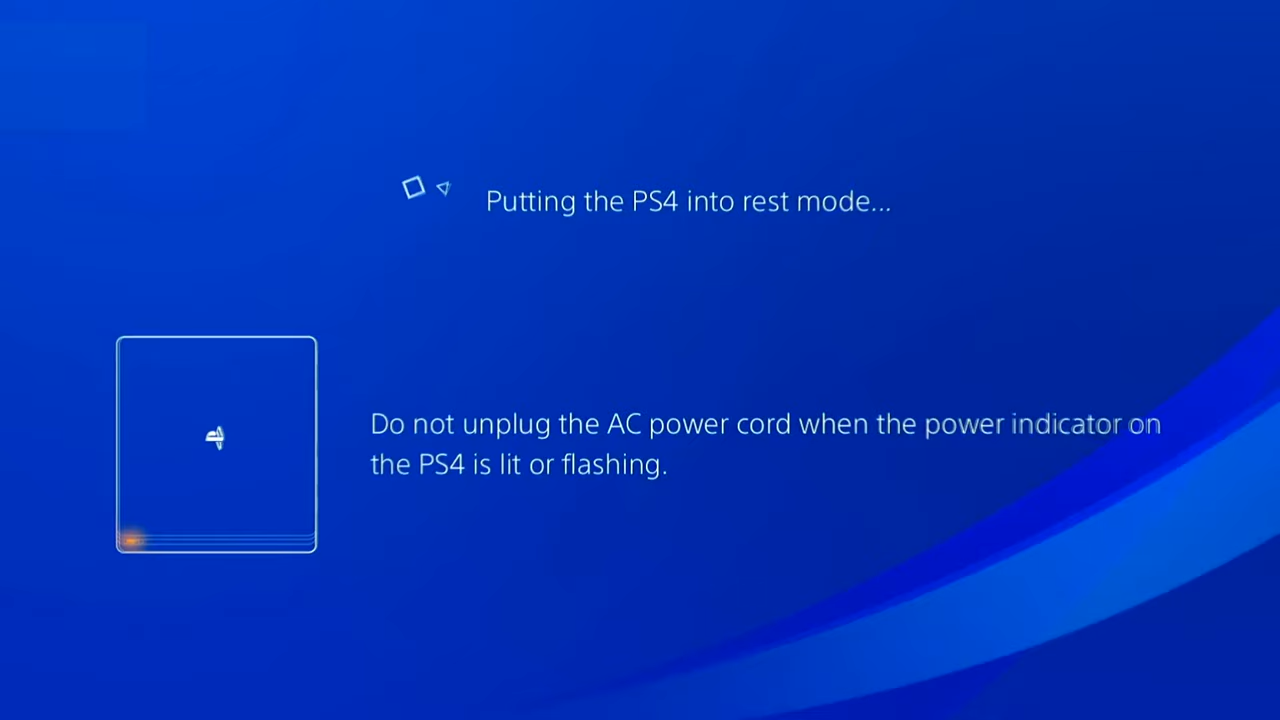 Putting the PS4 into rest mode...
Do not unplug the AC power cord when the power indicator on
the PS4 is lit or flashing.